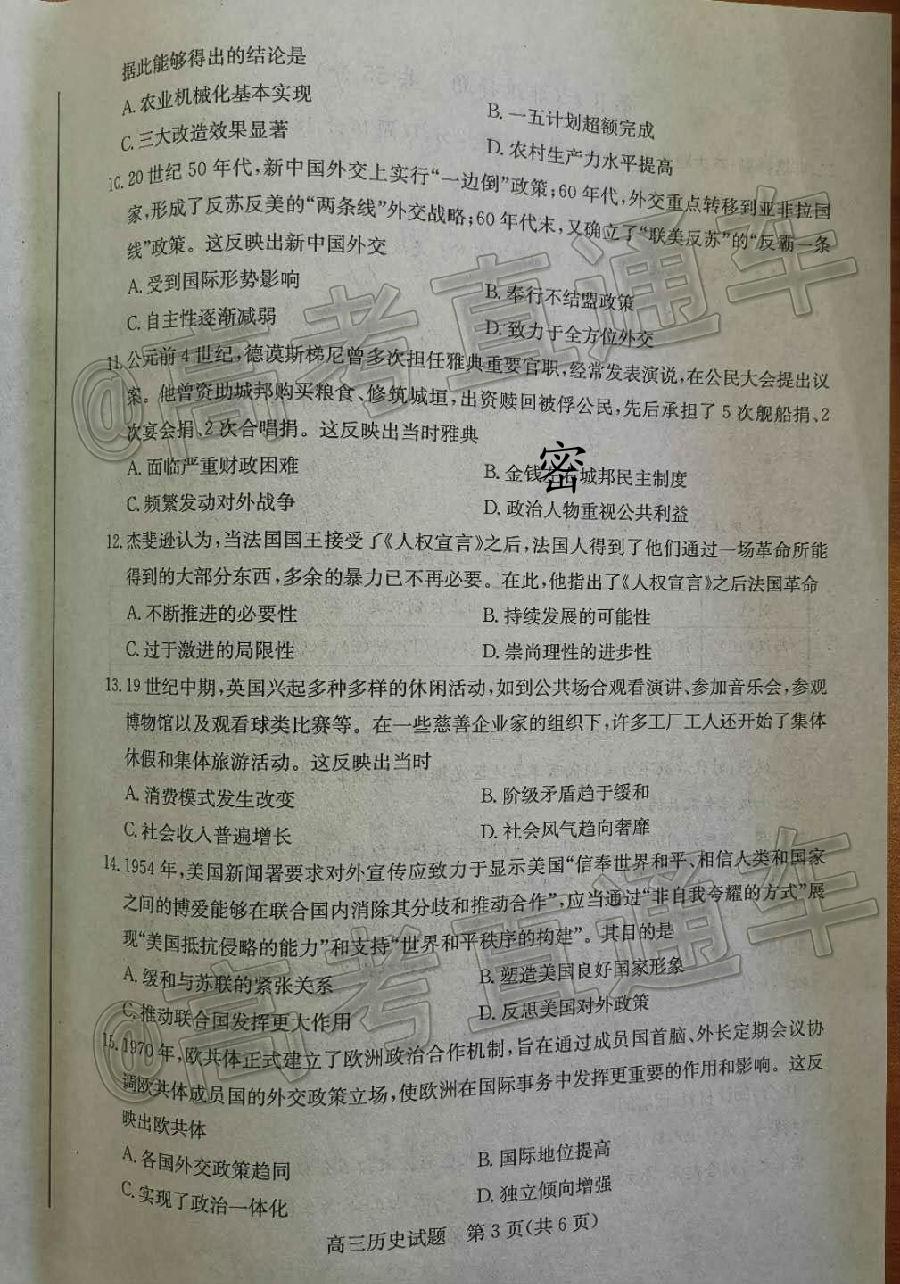 据此能够得出的结论是
A.农业机械化基本实现
B.一五计划超额完成
C.三大改造效果显著
D.农村生产力水平提高
10.20世纪50年代,新中国外交上实行“一边倒”政策;60年代,外交重点转移到亚非拉国
家,形成了反苏反美的“两条线”外交战略;60年代末,又确立了“联美反苏”的“反霸一条
线”政策。这反映出新中国外交
A.受到国际形势影响
B.奉行不结盟政策
C.自主性逐渐减弱
D.致力于全方位外交
11.公元前4世纪,德谟斯梯尼曾多次担任雅典重要官职,经常发表演说,在公民大会提出议
案。他曾资助城邦购买粮食、修筑城垣,出资赎回被俘公民,先后承担了5次舰船捐、2
次宴会捐、2次合唱捐。这反映出当时雅典
A.面临严重财政困难
B.金钱 城邦民主制度
密
C.频繁发动对外战争
D.政治人物重视公共利益
12.杰斐逊认为,当法国国王接受了《人权宣言》之后,法国人得到了他们通过一场革命所能
得到的大部分东西,多余的暴力已不再必要。在此,他指出了《人权宣言》之后法国革命
A.不断推进的必要性
B.持续发展的可能性
C.过于激进的局限性
D.崇尚理性的进步性
13.19世纪中期,英国兴起多种多样的休闲活动,如到公共场合观看演讲、参加音乐会,参观
博物馆以及观看球类比赛等。在一些慈善企业家的组织下,许多工厂工人还开始了集体
休假和集体旅游活动。这反映出当时
A.消费模式发生改变
B.阶级矛盾趋于缓和
C.社会收入普遍增长
D.社会风气趋向奢靡
14.1954年,美国新闻署要求对外宣传应致力于显示美国“信奉世界和平、相信人类和国家
之间的博爱能够在联合国内消除其分歧和推动合作”,应当通过“非自我夸耀的方式”展
现“美国抵抗侵略的能力”和支持“世界和平秩序的构建”。其目的是
A.缓和与苏联的紧张关系
B.塑造美国良好国家形象
C.推动联合国发挥更大作用
D.反思美国对外政策
15.1970年,欧共体正式建立了欧洲政治合作机制,旨在通过成员国首脑、外长定期会议协
调欧共体成员国的外交政策立场,使欧洲在国际事务中发挥更重要的作用和影响。这反
映出欧共体
A.各国外交政策趋同
B.国际地位提高
C.实现了政治一体化
D.独立倾向增强
高三历史试题 第3页(共6页)
@高考直通车
@高考直通车